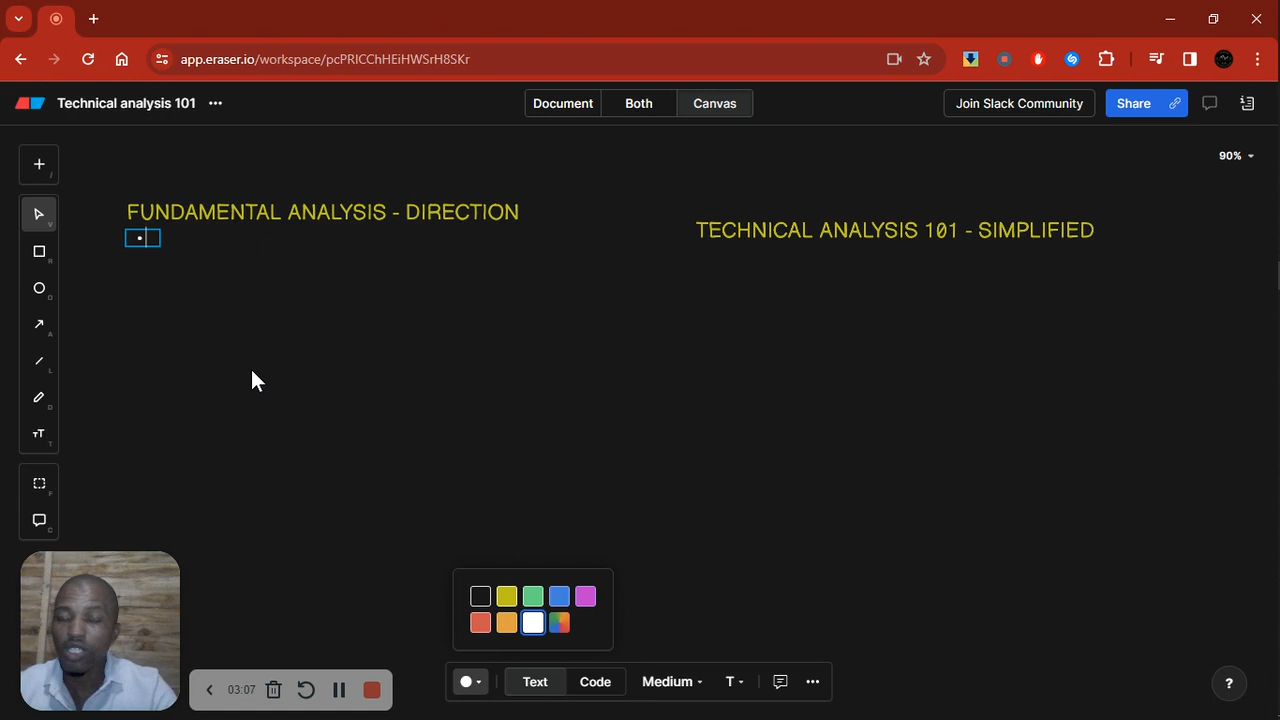 app.eraser.io/workspace/pcPRlCChHEiHWSrH8SKr
Technical analysis 101
Document
Both
Canvas
Join Slack Community
Share
90%
FUNDAMENTAL ANALYSIS - DIRECTION
•
TECHNICAL ANALYSIS 101 - SIMPLIFIED
03:07
Text
Code
Medium
T
?